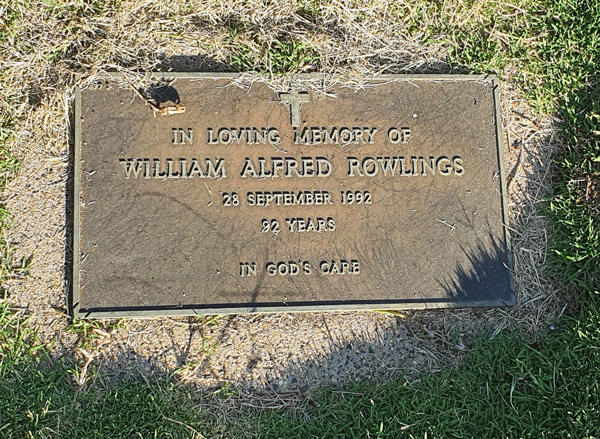 IN LOVING MEMORY OF
WILLIAM ALFRED ROWLINGS
28 SEPTEMBER 1992
92 YEARS
IN GOD'S CARE